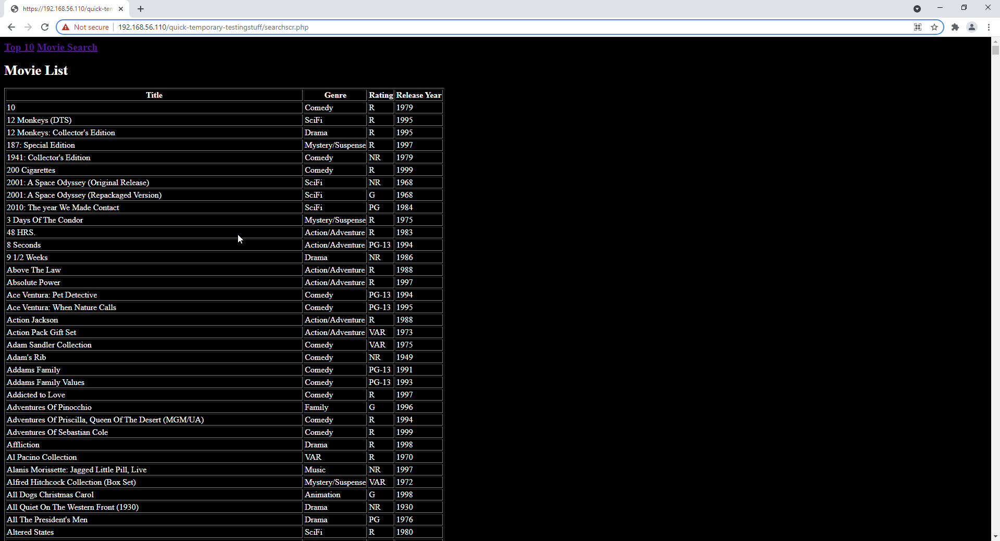 https://192.168.56.110/quick-tem
Not secure 192.168.56.110/quick-temporary-testingstuff/searchscr.php
Top 10 Movie Search
Movie List
Title Genre Rating Release Year
10 Comedy R 1979
12 Monkeys (DTS) SciFi R 1995
12 Monkeys: Collector's Edition Drama R 1995
187: Special Edition Mystery/Suspense R 1997
1941: Collector's Edition Comedy NR 1979
200 Cigarettes Comedy R 1999
2001: A Space Odyssey (Original Release) SciFi NR 1968
2001: A Space Odyssey (Repackaged Version) SciFi G 1968
2010: The year We Made Contact SciFi PG 1984
3 Days Of The Condor Mystery/Suspense R 1975
48 HRS. Action/Adventure R 1983
8 Seconds Action/Adventure PG-13 1994
9 1/2 Weeks Drama NR 1986
Above The Law Action/Adventure R 1988
Absolute Power Action/Adventure R 1997
Ace Ventura: Pet Detective Comedy PG-13 1994
Ace Ventura: When Nature Calls Comedy PG-13 1995
Action Jackson Action/Adventure R 1988
Action Pack Gift Set Action/Adventure VAR 1973
Adam Sandler Collection Comedy VAR 1975
Adam's Rib Comedy NR 1949
Addams Family Comedy PG-13 1991
Addams Family Values Comedy PG-13 1993
Addicted to Love Comedy R 1997
Adventures Of Pinocchio Family G 1996
Adventures Of Priscilla, Queen Of The Desert (MGM/UA) Comedy R 1994
Adventures Of Sebastian Cole Comedy R 1999
Affliction Drama R 1998
Al Pacino Collection VAR R 1970
Alanis Morissette: Jagged Little Pill, Live Music NR 1997
Alfred Hitchcock Collection (Box Set) Mystery/Suspense VAR 1972
All Dogs Christmas Carol Animation G 1998
All Quiet On The Western Front (1930) Drama NR 1930
All The President's Men Drama PG 1976
Altered States SciFi R 1980